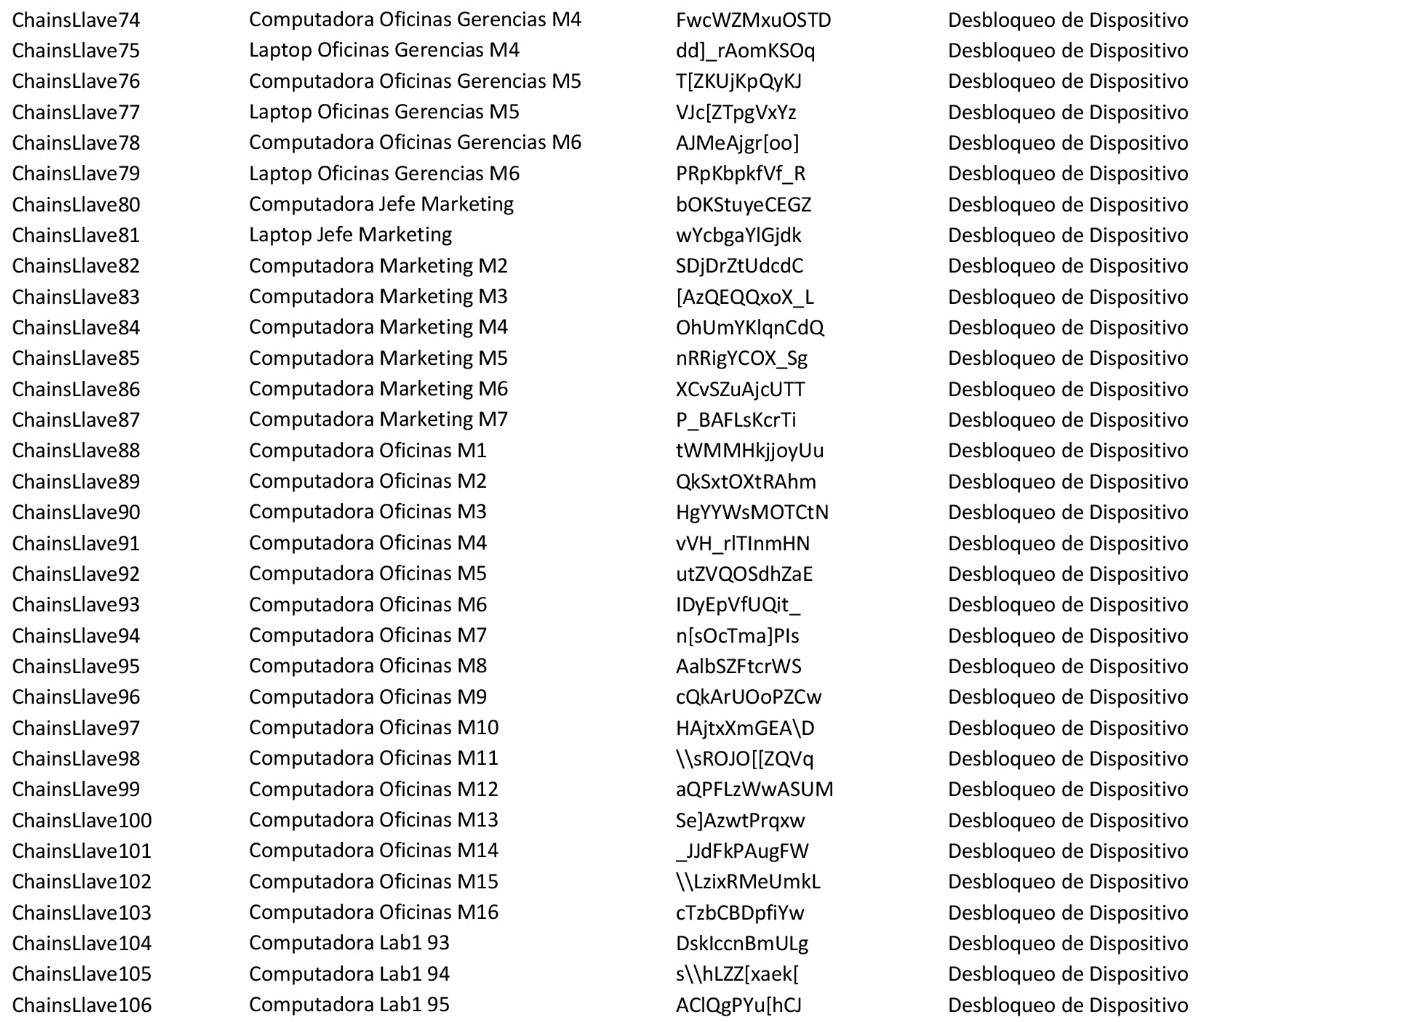 ChainsLlave74 Computadora Oficinas Gerencias M4 FwcWZMxuOSTD Desbloqueo de Dispositivo
ChainsLlave75 Laptop Oficinas Gerencias M4 dd]_rAomKSOq Desbloqueo de Dispositivo
ChainsLlave76 Computadora Oficinas Gerencias M5 T[ZKUjKpQyKJ Desbloqueo de Dispositivo
ChainsLlave77 Laptop Oficinas Gerencias M5 VJc[ZTpgVxYz Desbloqueo de Dispositivo
ChainsLlave78 Computadora Oficinas Gerencias M6 AJMeAjgr[oo] Desbloqueo de Dispositivo
ChainsLlave79 Laptop Oficinas Gerencias M6 PRpKbpkfVf_R Desbloqueo de Dispositivo
ChainsLlave80 Computadora Jefe Marketing bOKStuyeCEGZ Desbloqueo de Dispositivo
ChainsLlave81 Laptop Jefe Marketing wYcbgaYlGjdk Desbloqueo de Dispositivo
ChainsLlave82 Computadora Marketing M2 SDjDrZtUdcdC Desbloqueo de Dispositivo
ChainsLlave83 Computadora Marketing M3 [AzQEQQxoX_L Desbloqueo de Dispositivo
ChainsLlave84 Computadora Marketing M4 OhUmYKlqnCdQ Desbloqueo de Dispositivo
ChainsLlave85 Computadora Marketing M5 nRRigYCOX_Sg Desbloqueo de Dispositivo
ChainsLlave86 Computadora Marketing M6 XCvSZuAjcUTT Desbloqueo de Dispositivo
ChainsLlave87 Computadora Marketing M7 P_BAFLsKcrTi Desbloqueo de Dispositivo
ChainsLlave88 Computadora Oficinas M1 tWMMHkjjoyUu Desbloqueo de Dispositivo
ChainsLlave89 Computadora Oficinas M2 QkSxtOXtRAhm Desbloqueo de Dispositivo
ChainsLlave90 Computadora Oficinas M3 HgYYWsMOTCtN Desbloqueo de Dispositivo
ChainsLlave91 Computadora Oficinas M4 vVH_rlTInmHN Desbloqueo de Dispositivo
ChainsLlave92 Computadora Oficinas M5 utZVQOSdhZaE Desbloqueo de Dispositivo
ChainsLlave93 Computadora Oficinas M6 IDyEpVfUQit_ Desbloqueo de Dispositivo
ChainsLlave94 Computadora Oficinas M7 n[sOcTma]PIs Desbloqueo de Dispositivo
ChainsLlave95 Computadora Oficinas M8 AalbSZFtcrWS Desbloqueo de Dispositivo
ChainsLlave96 Computadora Oficinas M9 cQkArUOoPZCw Desbloqueo de Dispositivo
ChainsLlave97 Computadora Oficinas M10 HAjtxXmGEA\D Desbloqueo de Dispositivo
ChainsLlave98 Computadora Oficinas M11 \\sROJO[[ZQVq Desbloqueo de Dispositivo
ChainsLlave99 Computadora Oficinas M12 aQPFLzWwASUM Desbloqueo de Dispositivo
ChainsLlave100 Computadora Oficinas M13 Se]AzwtPrqxw Desbloqueo de Dispositivo
ChainsLlave101 Computadora Oficinas M14 _JJdFkPAugFW Desbloqueo de Dispositivo
ChainsLlave102 Computadora Oficinas M15 \\LzixRMeUmkL Desbloqueo de Dispositivo
ChainsLlave103 Computadora Oficinas M16 cTzbCBDpfiYw Desbloqueo de Dispositivo
ChainsLlave104 Computadora Lab1 93 DskIccnBmULg Desbloqueo de Dispositivo
ChainsLlave105 Computadora Lab1 94 s\\hLZZ[xaek[ Desbloqueo de Dispositivo
ChainsLlave106 Computadora Lab1 95 AClQgPYu[hCJ Desbloqueo de Dispositivo